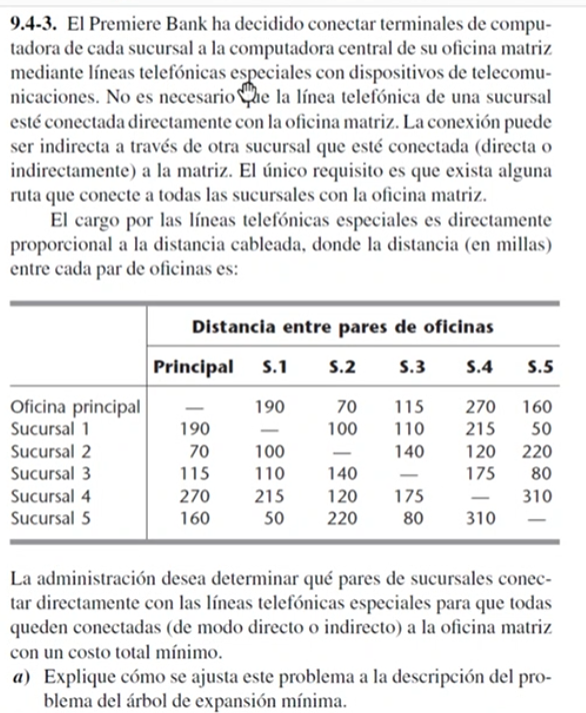 9.4-3. El Premiere Bank ha decidido conectar terminales de compu-
tadora de cada sucursal a la computadora central de su oficina matriz
mediante líneas telefónicas especiales con dispositivos de telecomu-
nicaciones. No es necesario que la línea telefónica de una sucursal
esté conectada directamente con la oficina matriz. La conexión puede
ser indirecta a través de otra sucursal que esté conectada (directa o
indirectamente) a la matriz. El único requisito es que exista alguna
ruta que conecte a todas las sucursales con la oficina matriz.
El cargo por las líneas telefónicas especiales es directamente
proporcional a la distancia cableada, donde la distancia (en millas)
entre cada par de oficinas es:
Distancia entre pares de oficinas
Principal S.1 S.2 S.3 S.4 S.5
Oficina principal — 190 70 115 270 160
Sucursal 1 190 — 100 110 215 50
Sucursal 2 70 100 — 140 120 220
Sucursal 3 115 110 140 — 175 80
Sucursal 4 270 215 120 175 — 310
Sucursal 5 160 50 220 80 310 —
La administración desea determinar qué pares de sucursales conec-
tar directamente con las líneas telefónicas especiales para que todas
queden conectadas (de modo directo o indirecto) a la oficina matriz
con un costo total mínimo.
a) Explique cómo se ajusta este problema a la descripción del pro-
blema del árbol de expansión mínima.